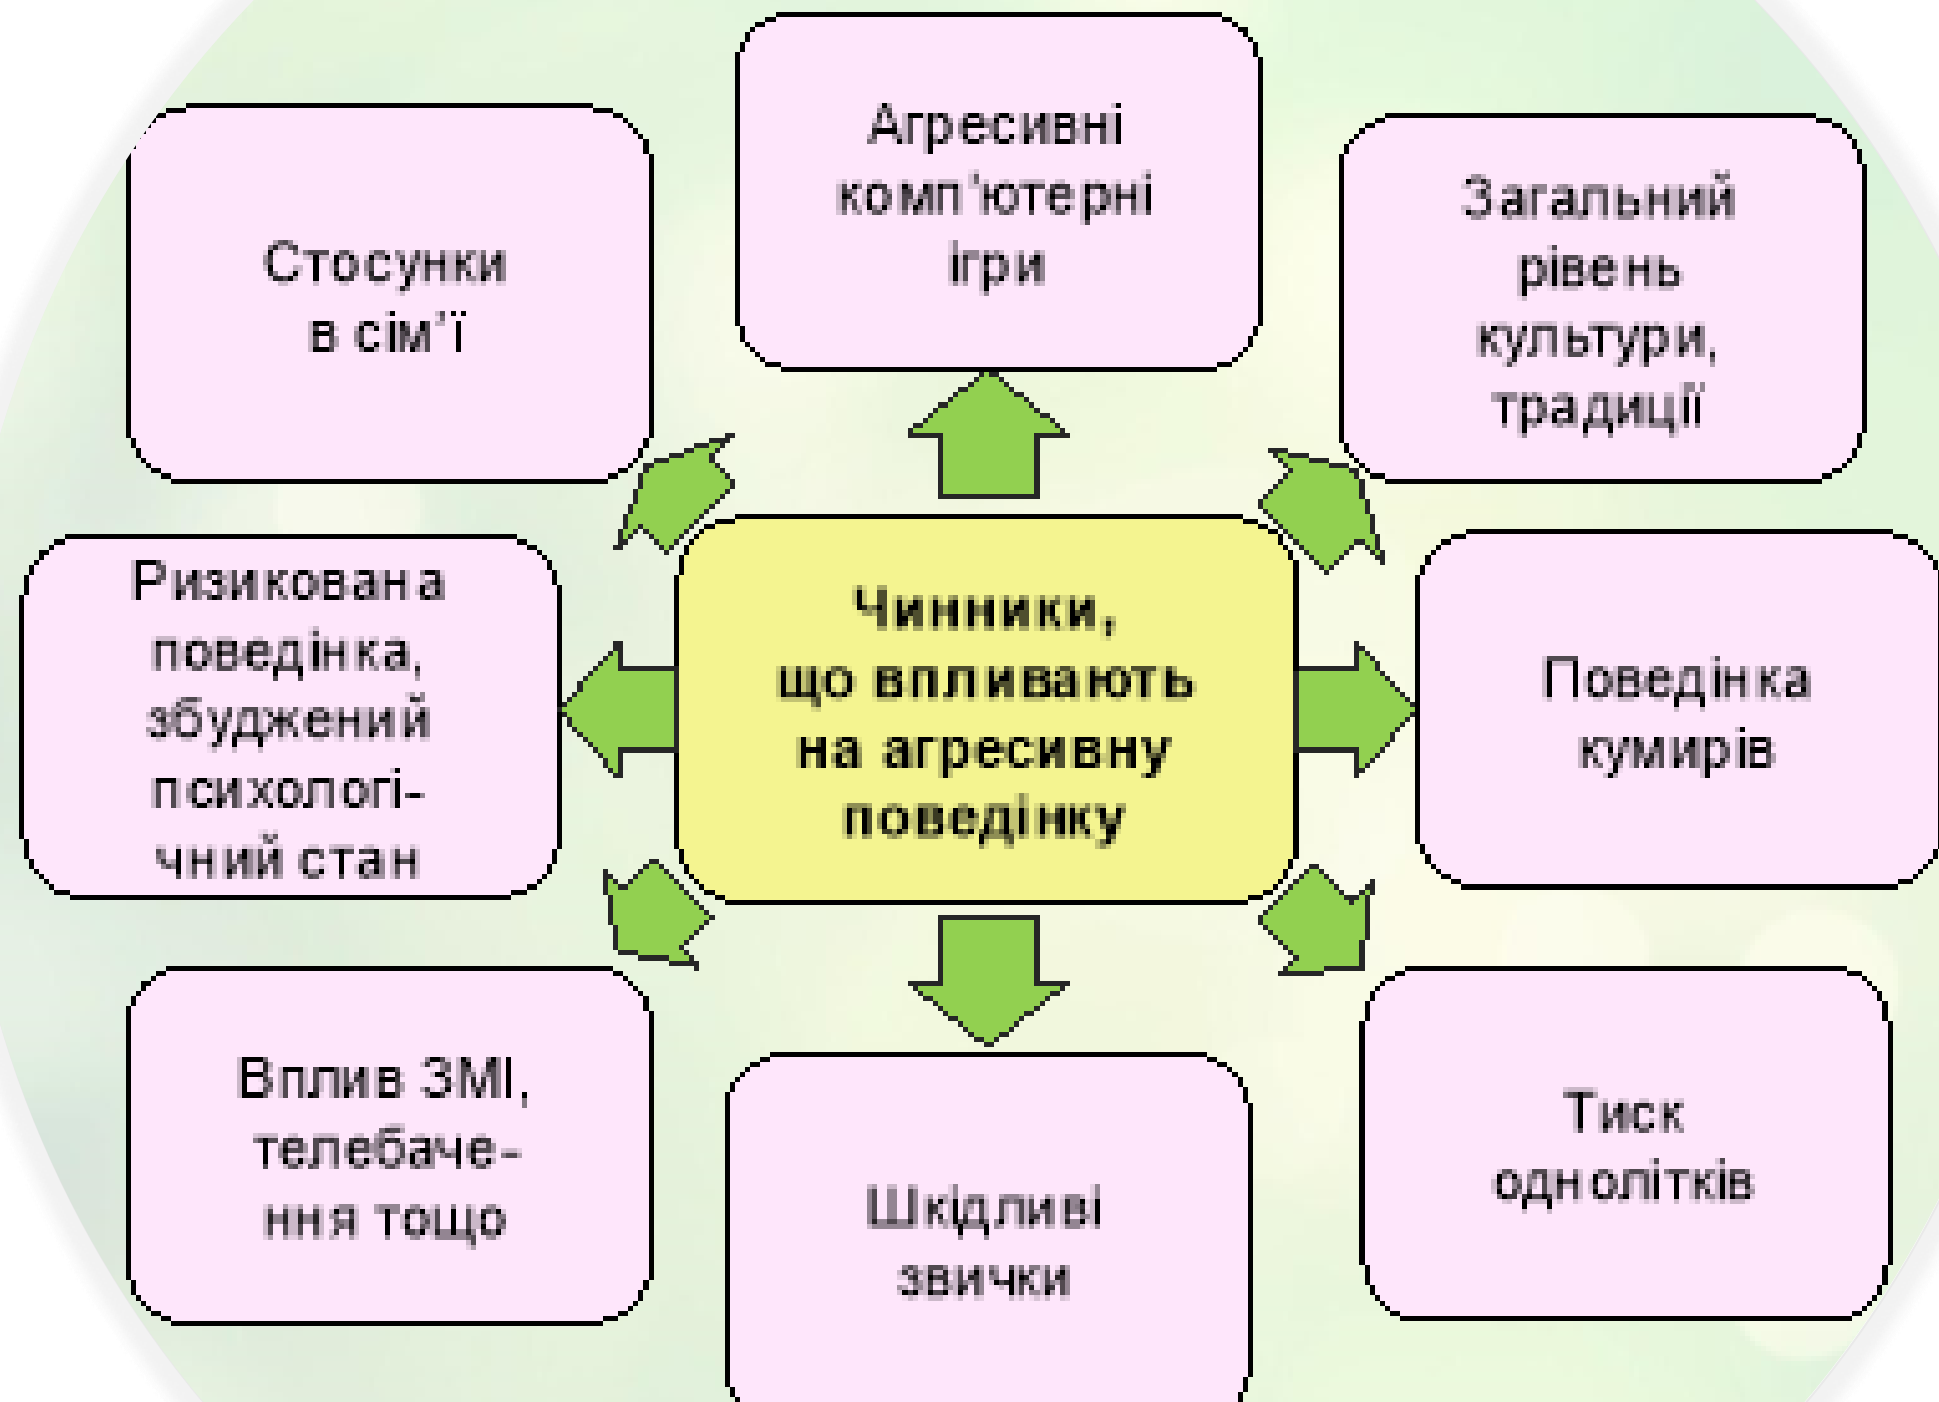 Агресивні
комп'ютерні
ігри
Стосунки
в сім'ї
Загальний
рівень
культури,
традиції
Ризикована
поведінка,
збуджений
психологі-
чний стан
Чинники,
що впливають
на агресивну
поведінку
Поведінка
кумирів
Вплив ЗМІ,
телебаче-
ння тощо
Шкідливі
звички
Тиск
однолітків